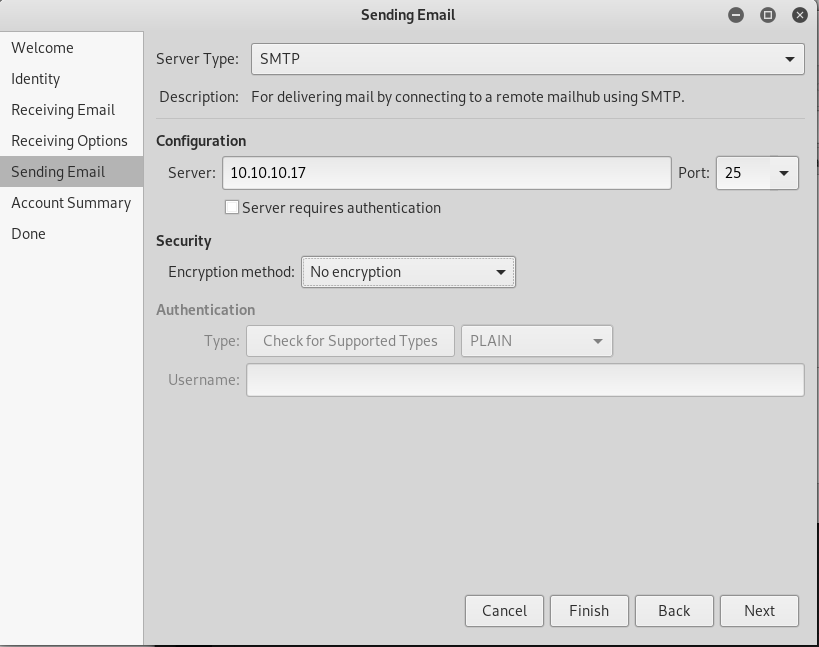 Sending Email
Welcome
Identity
Receiving Email
Receiving Options
Sending Email
Account Summary
Done
Server Type: SMTP
Description: For delivering mail by connecting to a remote mailhub using SMTP.
Configuration
Server: 10.10.10.17 Port: 25
Server requires authentication
Security
Encryption method: No encryption
Authentication
Type: Check for Supported Types PLAIN
Username:
Cancel Finish Back Next